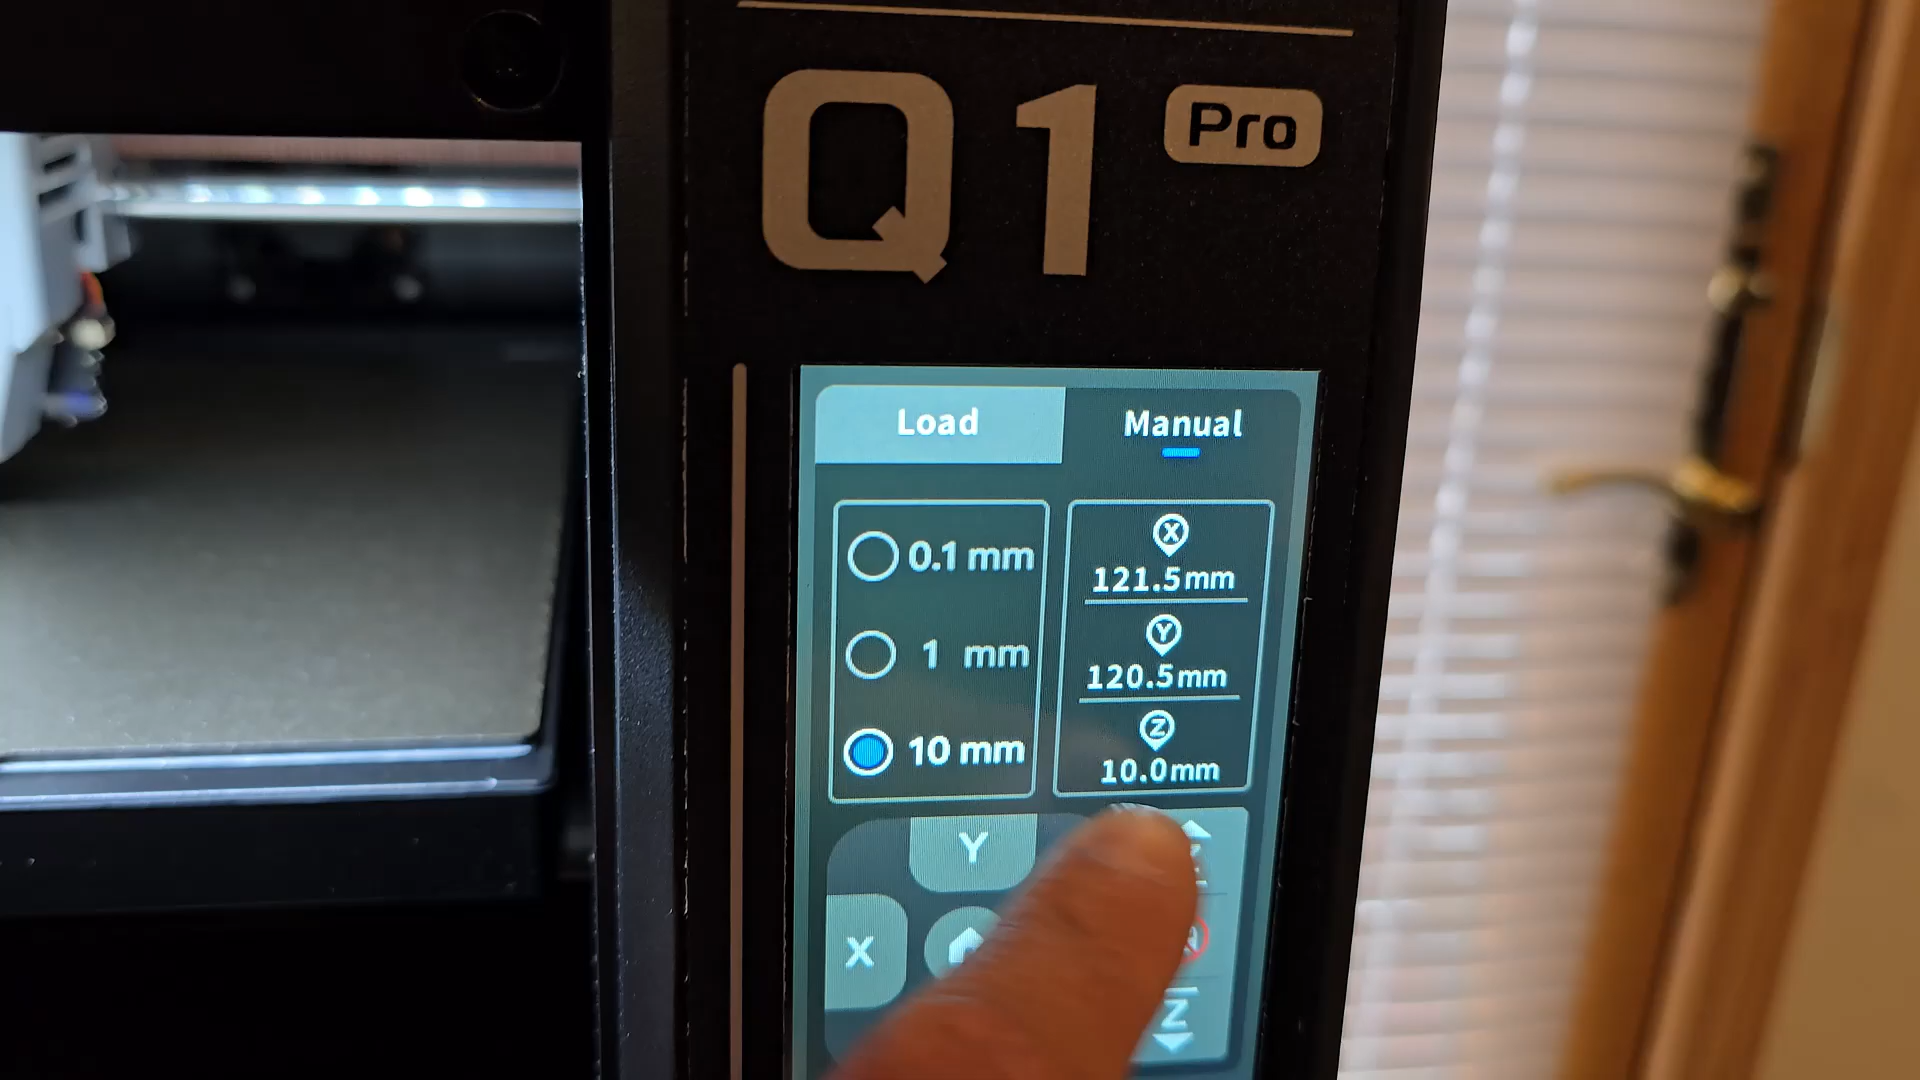 Q1 Pro
Load
Manual
0.1 mm
1 mm
10 mm
X
121.5mm
Y
120.5mm
Z
10.0mm
Y
X
Z